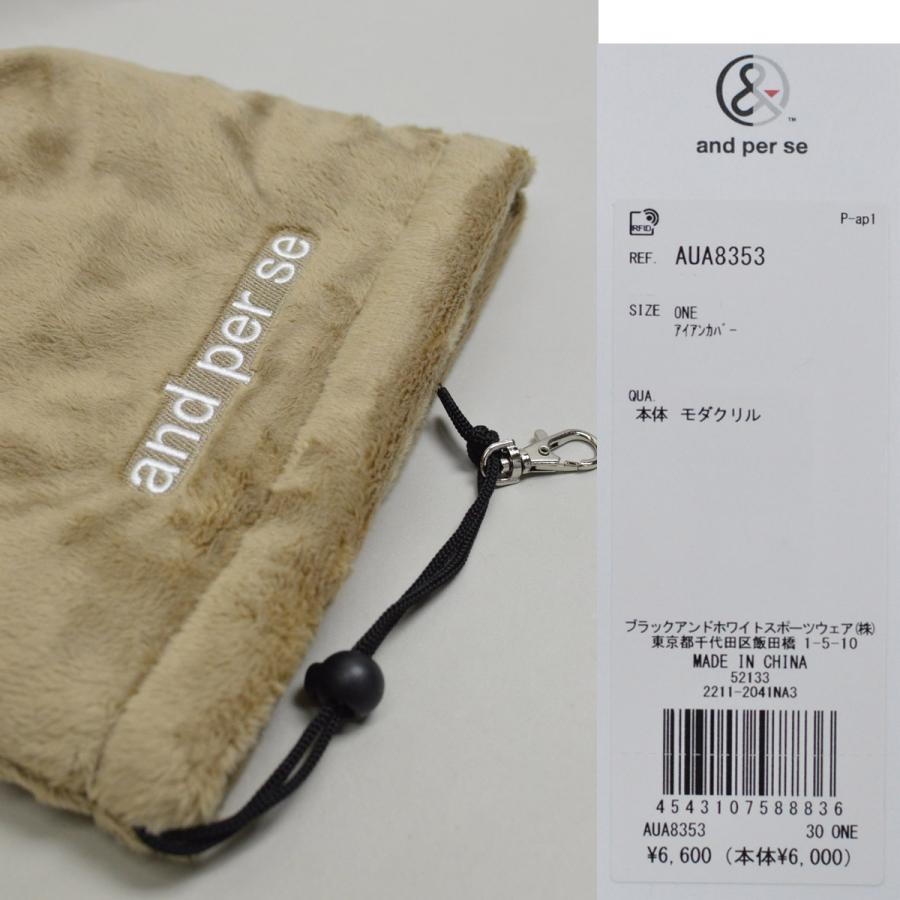 and per se
&
™
and per se
RFID
P-ap1
REF. AUA8353
SIZE ONE
ｱｲｱﾝｶﾊﾞｰ
QUA.
本体 モダクリル
ブラックアンドホワイトスポーツウェア(株)
東京都千代田区飯田橋 1-5-10
MADE IN CHINA
52133
2211-2041NA3
4543107588836
AUA8353 30 ONE
¥6,600 (本体¥6,000)